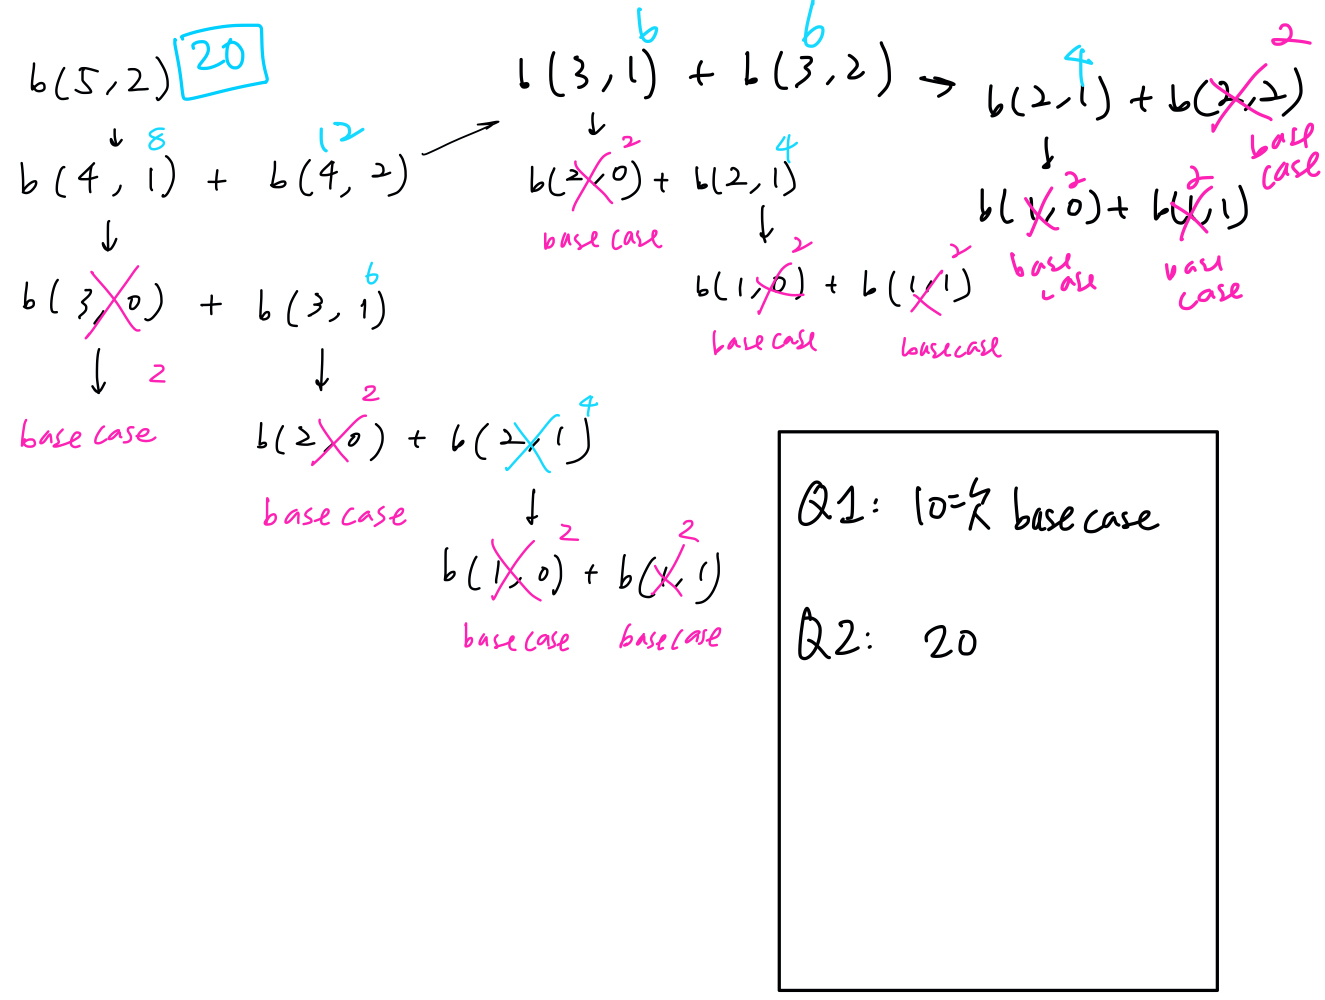 b(5,2) 20
8 12
b(4,1) + b(4,2)
6
b(3,0) + b(3,1)
2
base case
2 4
b(2,0) + b(2,1)
base case
2 2
b(1,0) + b(1,1)
base case base case
6 6
b(3,1) + b(3,2)
2 4
b(2,0) + b(2,1)
base case
2 2
b(1,0) + b(1,1)
base case base case
4 2
b(2,1) + b(2,2)
base case
2 2
b(1,0) + b(1,1)
base case base case
Q1: 10= base case
Q2: 20